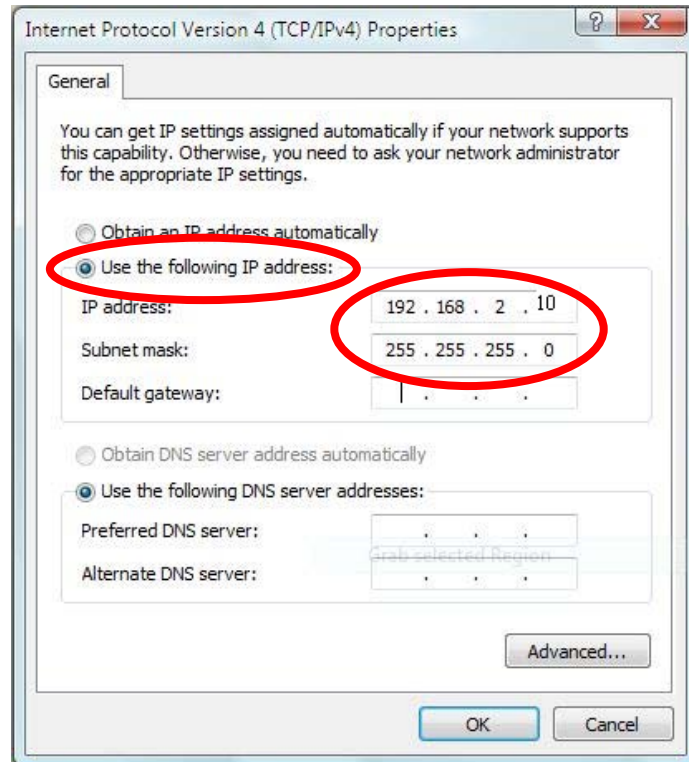 Internet Protocol Version 4 (TCP/IPv4) Properties
General
You can get IP settings assigned automatically if your network supports
this capability. Otherwise, you need to ask your network administrator
for the appropriate IP settings.
Obtain an IP address automatically
Use the following IP address:
IP address: 192 . 168 . 2 . 10
Subnet mask: 255 . 255 . 255 . 0
Default gateway: . . .
Obtain DNS server address automatically
Use the following DNS server addresses:
Preferred DNS server: . . .
Grab selected Region
Alternate DNS server: . . .
Advanced...
OK Cancel